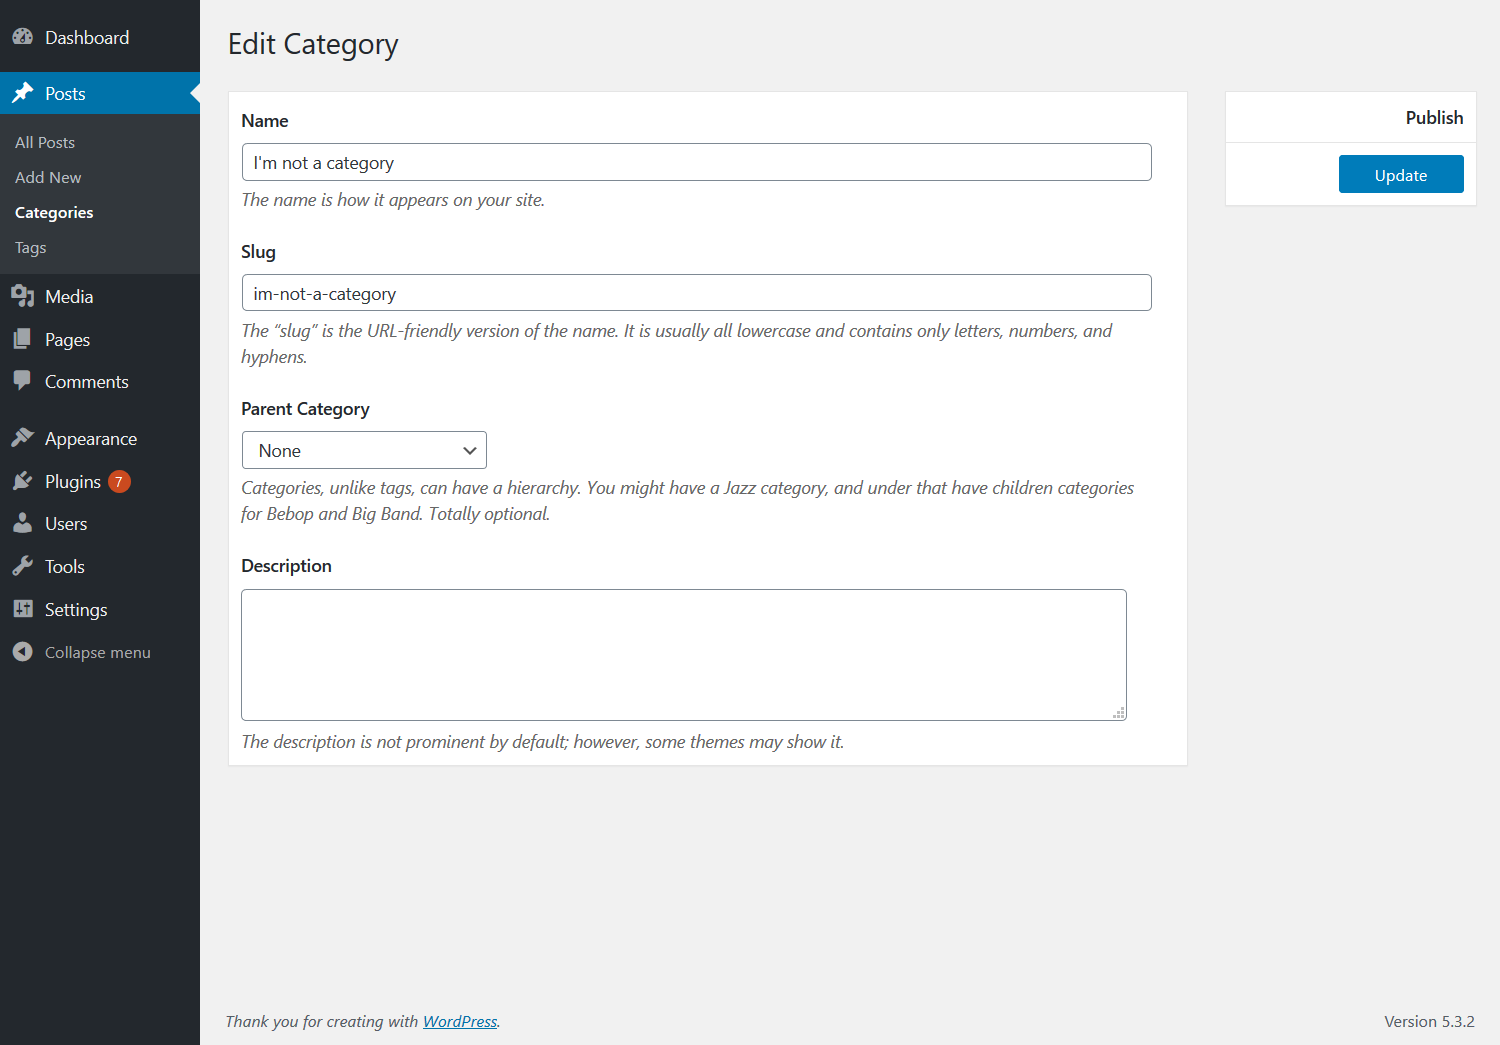 Dashboard
Posts
All Posts
Add New
Categories
Tags
Media
Pages
Comments
Appearance
Plugins 7
Users
Tools
Settings
Collapse menu
Edit Category
Name
I'm not a category
The name is how it appears on your site.
Slug
im-not-a-category
The “slug” is the URL-friendly version of the name. It is usually all lowercase and contains only letters, numbers, and
hyphens.
Parent Category
None
Categories, unlike tags, can have a hierarchy. You might have a Jazz category, and under that have children categories
for Bebop and Big Band. Totally optional.
Description
The description is not prominent by default; however, some themes may show it.
Publish
Update
Thank you for creating with WordPress.
Version 5.3.2